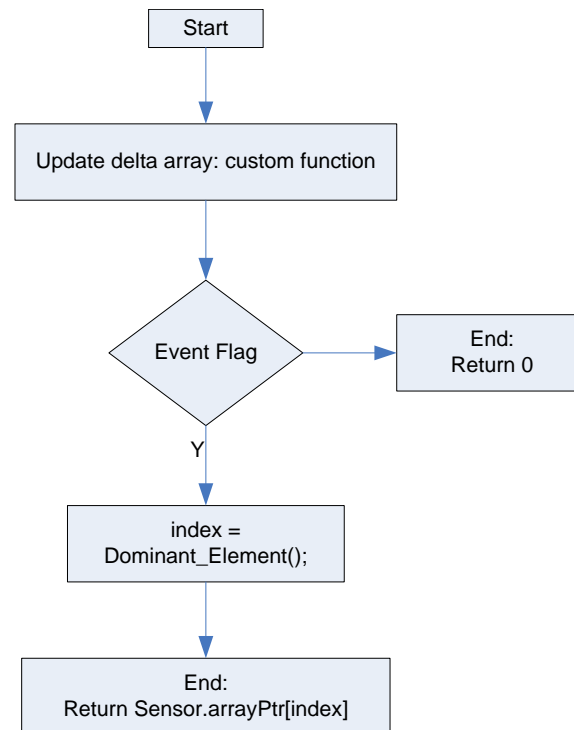 Start
Update delta array: custom function
Event Flag
End:
Return 0
Y
index =
Dominant_Element();
End:
Return Sensor.arrayPtr[index]